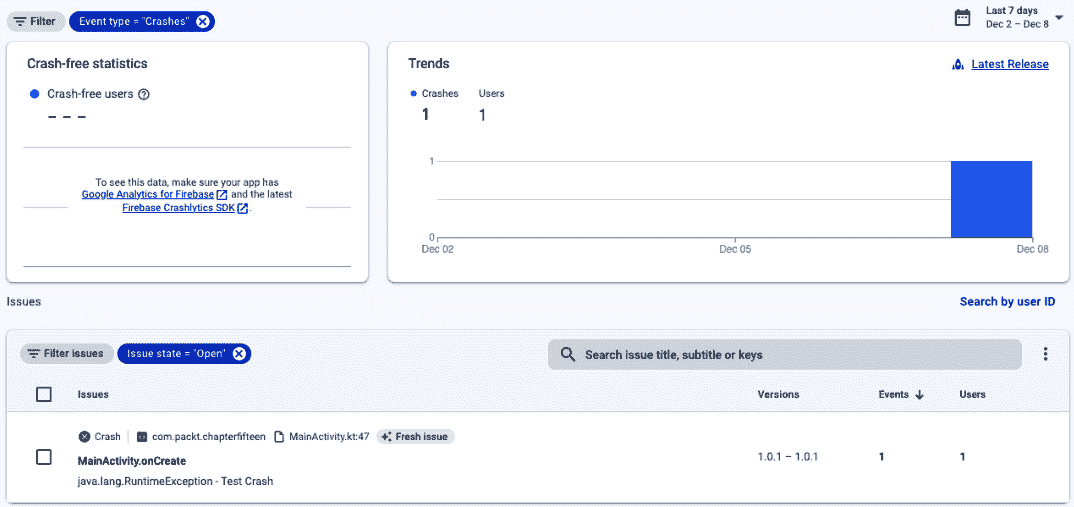 Filter
Event type = "Crashes"
Last 7 days
Dec 2 – Dec 8
Crash-free statistics
Crash-free users
– – –
To see this data, make sure your app has
Google Analytics for Firebase and the latest
Firebase Crashlytics SDK.
Trends
Latest Release
Crashes Users
1 1
1
0
Dec 02 Dec 05 Dec 08
Issues
Search by user ID
Filter issues
Issue state = "Open"
Search issue title, subtitle or keys
Issues Versions Events Users
Crash com.packt.chapterfifteen MainActivity.kt:47 Fresh issue
MainActivity.onCreate
1.0.1 – 1.0.1 1 1
java.lang.RuntimeException - Test Crash